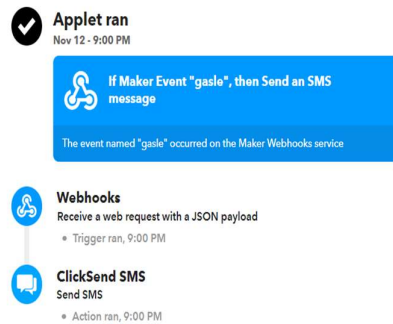 Applet ran
Nov 12 - 9:00 PM
If Maker Event "gasle", then Send an SMS
message
The event named "gasle" occurred on the Maker Webhooks service
Webhooks
Receive a web request with a JSON payload
• Trigger ran, 9:00 PM
ClickSend SMS
Send SMS
• Action ran, 9:00 PM